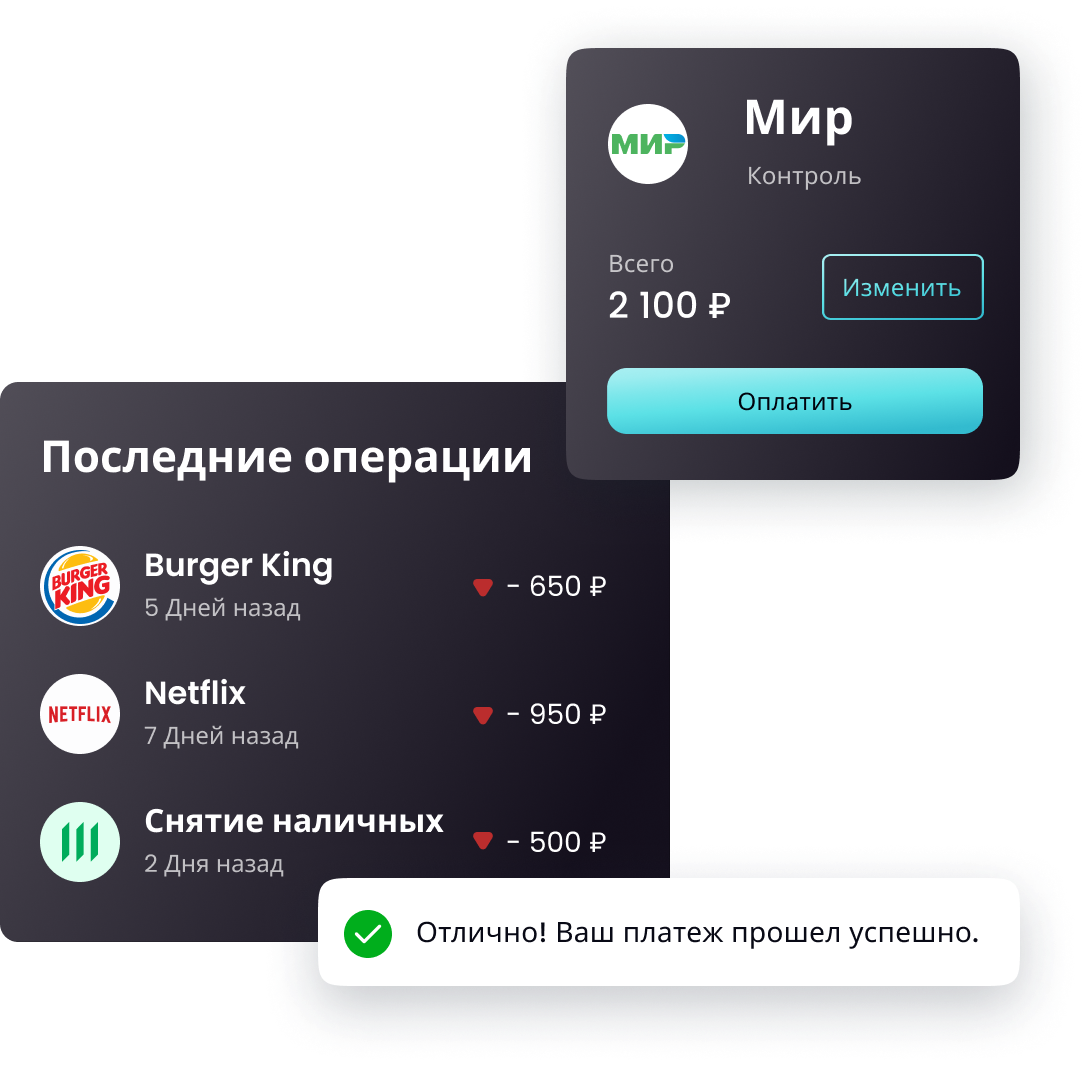 МИР
Мир
Контроль
Всего
2 100 ₽
Изменить
Оплатить
Последние операции
BURGER
KING
Burger King
5 Дней назад
- 650 ₽
NETFLIX
Netflix
7 Дней назад
- 950 ₽
Снятие наличных
2 Дня назад
- 500 ₽
Отлично! Ваш платеж прошел успешно.